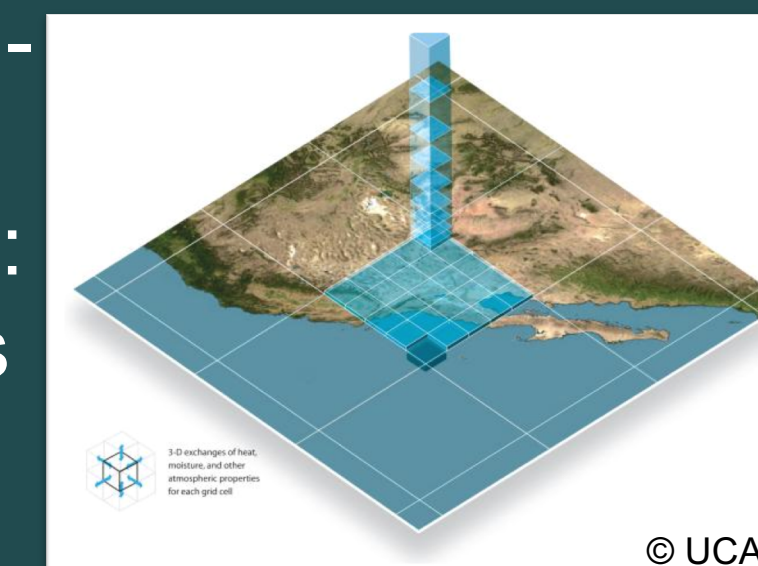 -
:
s
3-D exchanges of heat,
moisture, and other
atmospheric properties
for each grid cell
© UCA